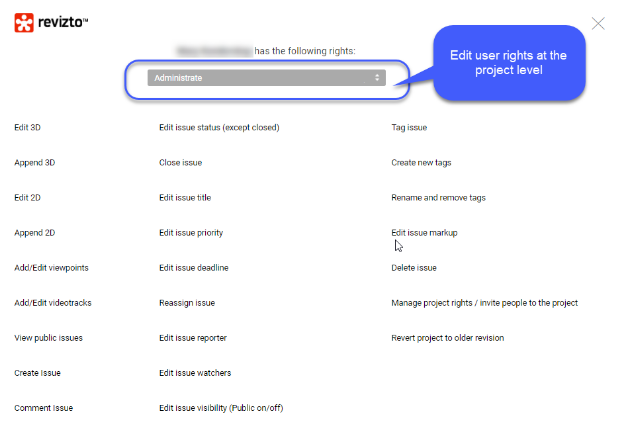 revizto™
has the following rights:
Edit user rights at the
project level
Administrate
Edit 3D
Edit issue status (except closed)
Tag issue
Append 3D
Close issue
Create new tags
Edit 2D
Edit issue title
Rename and remove tags
Append 2D
Edit issue priority
Edit issue markup
Add/Edit viewpoints
Edit issue deadline
Delete issue
Add/Edit videotracks
Reassign issue
Manage project rights / invite people to the project
View public issues
Edit issue reporter
Revert project to older revision
Create Issue
Edit issue watchers
Comment Issue
Edit issue visibility (Public on/off)